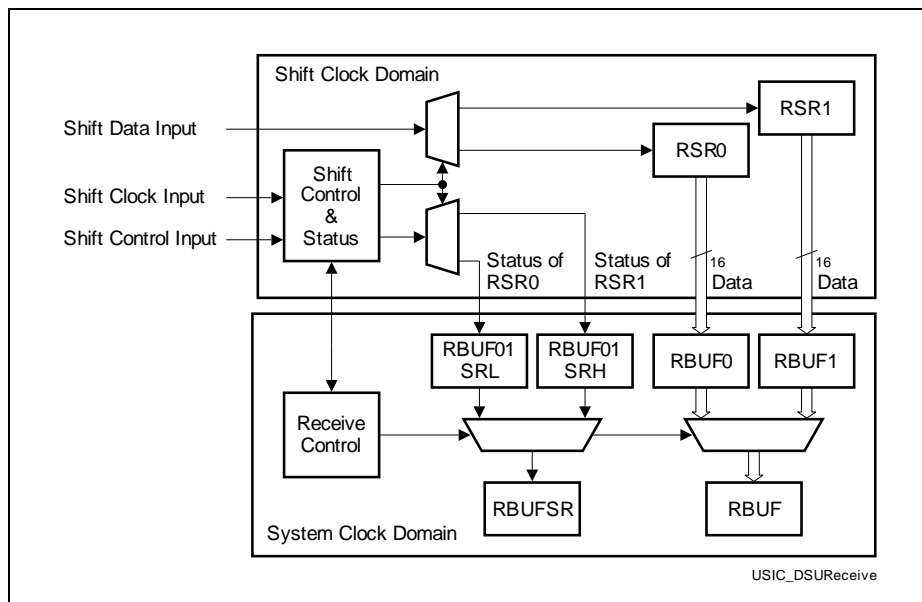 Shift Clock Domain
RSR1
Shift Data Input
RSR0
Shift
Control
&
Status
Shift Clock Input
Shift Control Input
Status of
RSR0
Status of
RSR1
16
Data
16
Data
RBUF01
SRL
RBUF01
SRH
RBUF0
RBUF1
Receive
Control
RBUFSR
RBUF
System Clock Domain
USIC_DSUReceive